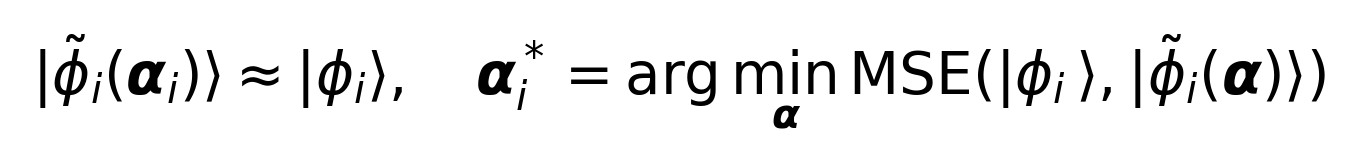 |ϕ̃ᵢ(𝛂ᵢ)⟩ ≈ |ϕᵢ⟩, 𝛂ᵢ* = arg min_𝛂 MSE(|ϕᵢ⟩, |ϕ̃ᵢ(𝛂)⟩)